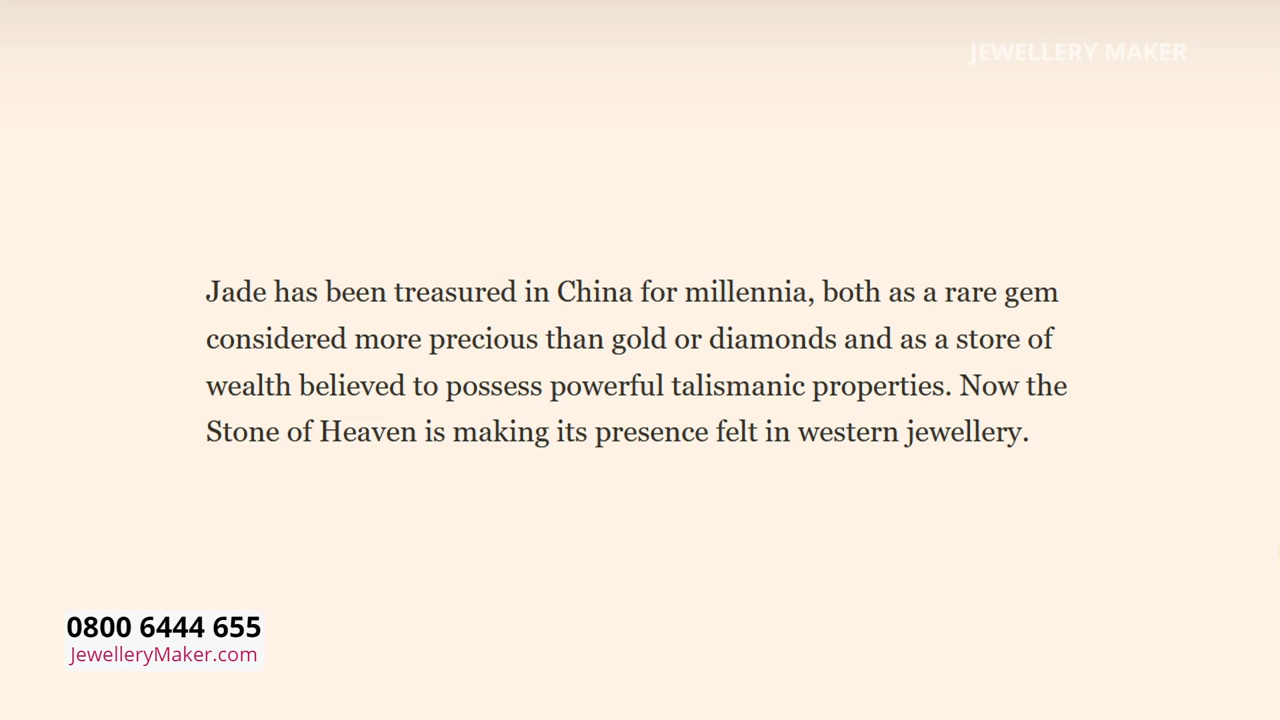 JEWELLERY MAKER
Jade has been treasured in China for millennia, both as a rare gem
considered more precious than gold or diamonds and as a store of
wealth believed to possess powerful talismanic properties. Now the
Stone of Heaven is making its presence felt in western jewellery.
0800 6444 655
JewelleryMaker.com